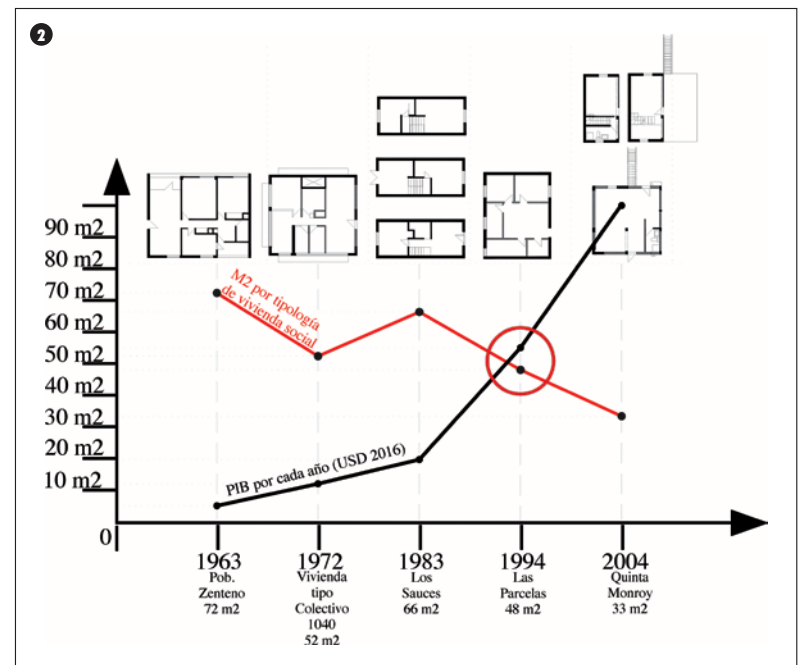 2
90 m2
80 m2
70 m2
60 m2
50 m2
40 m2
30 m2
20 m2
10 m2
0
M2 por tipología
de vivienda social
PIB por cada año (USD 2016)
1963
Pob.
Zenteno
72 m2
1972
Vivienda
tipo
Colectivo
1040
52 m2
1983
Los
Sauces
66 m2
1994
Las
Parcelas
48 m2
2004
Quinta
Monroy
33 m2